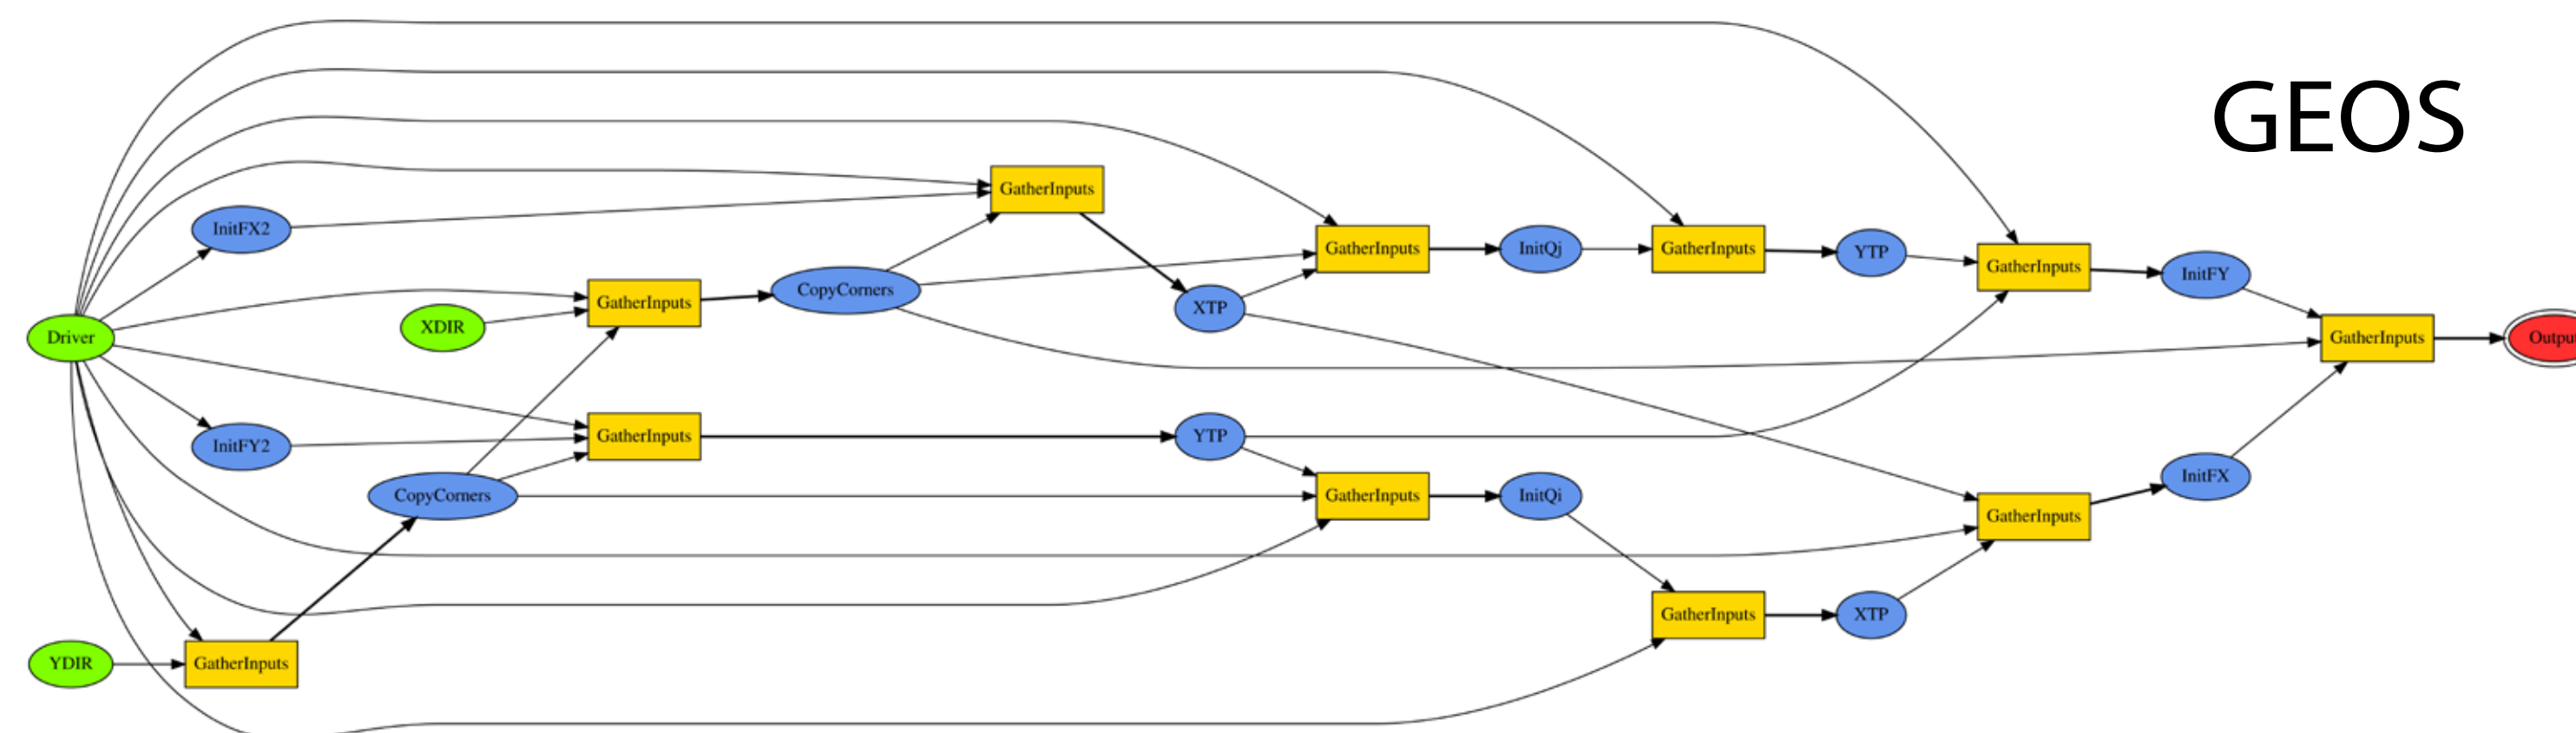 GEOS
GatherInputs
InitFX2
GatherInputs
InitQj
GatherInputs
YTP
GatherInputs
InitFY
CopyCorners
GatherInputs
XTP
XDIR
Driver
GatherInputs
Outpu
InitFY2
GatherInputs
YTP
CopyCorners
GatherInputs
InitQi
InitFX
GatherInputs
GatherInputs
XTP
YDIR
GatherInputs